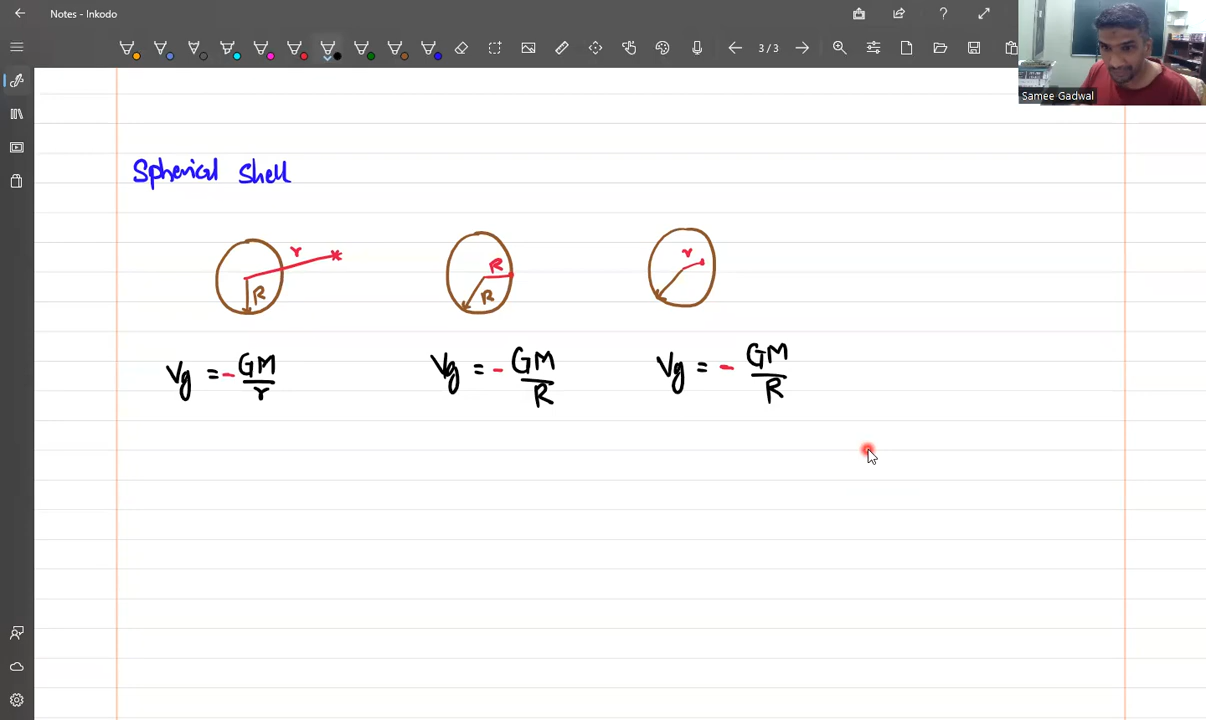 Notes - Inkodo
3/3
Samee Gadwal
Spherical Shell
r
R
R
R
r
Vg = - GM/r
Vg = - GM/R
Vg = - GM/R